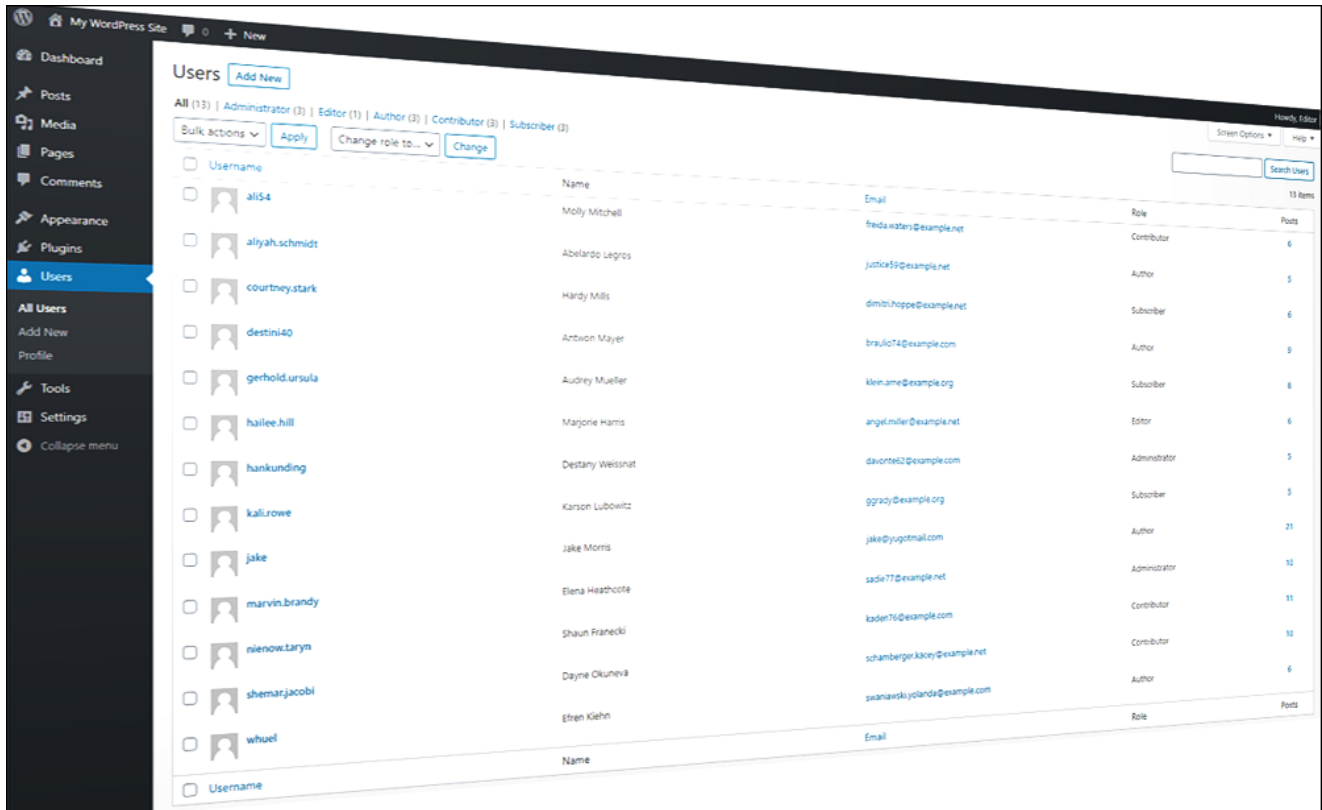 My WordPress Site 0 + New
Howdy, Editor
Dashboard
Posts
Media
Pages
Comments
Appearance
Plugins
Users
All Users
Add New
Profile
Tools
Settings
Collapse menu
Screen Options Help
Users Add New
All (13) | Administrator (3) | Editor (1) | Author (3) | Contributor (3) | Subscriber (3)
Search Users
Bulk actions Apply Change role to... Change
13 items
Username Name Email Role Posts
ali54 Molly Mitchell freida.waters@example.net Contributor 6
aliyah.schmidt Abelardo Legros justice59@example.net Author 5
courtney.stark Hardy Mills dimitri.hoppe@example.net Subscriber 6
destini40 Antwon Mayer braulio74@example.com Author 9
gerhold.ursula Audrey Mueller klein.arne@example.org Subscriber 8
hailee.hill Marjorie Harris angel.miller@example.net Editor 6
hankunding Destany Weissnat davonte62@example.com Administrator 5
kali.rowe Karson Lubowitz ggrady@example.org Subscriber 5
jake Jake Morris jake@yugotmail.com Author 21
marvin.brandy Elena Heathcote sadie77@example.net Administrator 10
nienow.taryn Shaun Franecki kaden76@example.com Contributor 11
shemar.jacobi Dayne Okuneva schamberger.kacey@example.net Contributor 10
whuel Efren Kiehn swaniawski.yolanda@example.com Author 6
Username Name Email Role Posts